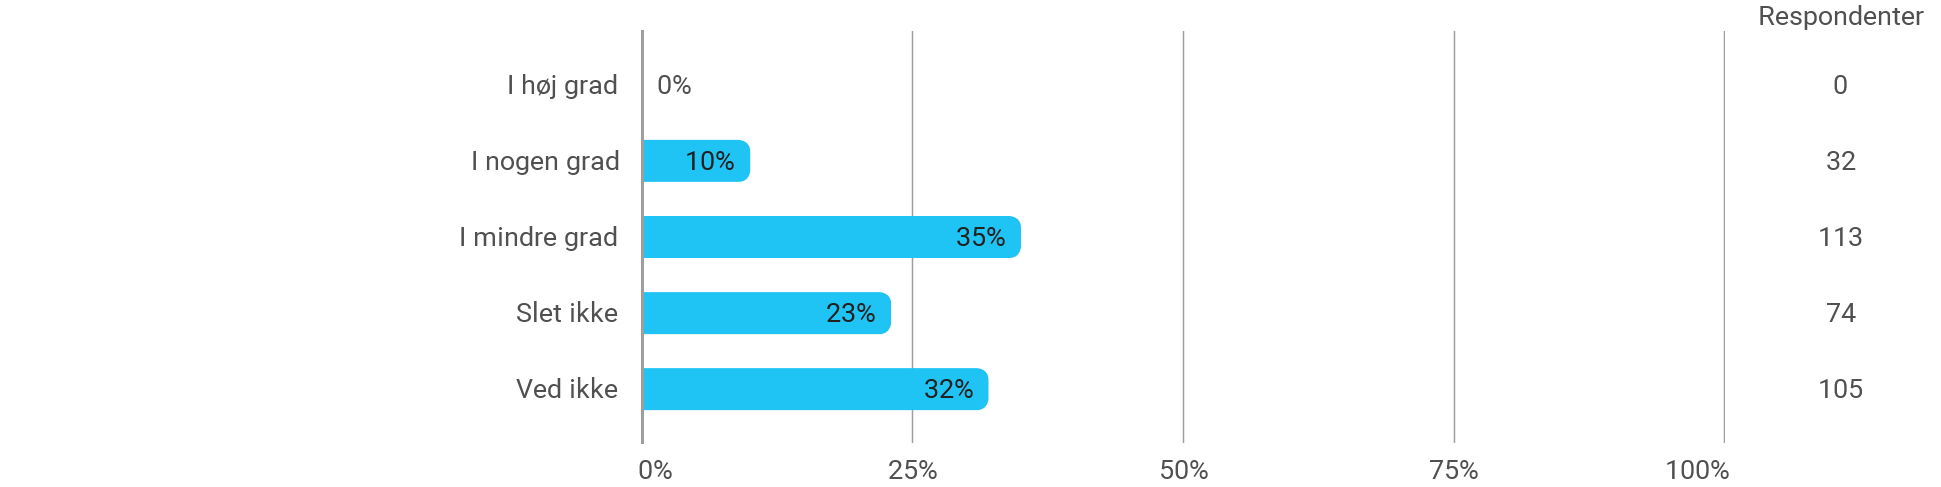 Respondenter
I høj grad 0% 0
I nogen grad 10% 32
I mindre grad 35% 113
Slet ikke 23% 74
Ved ikke 32% 105
0% 25% 50% 75% 100%